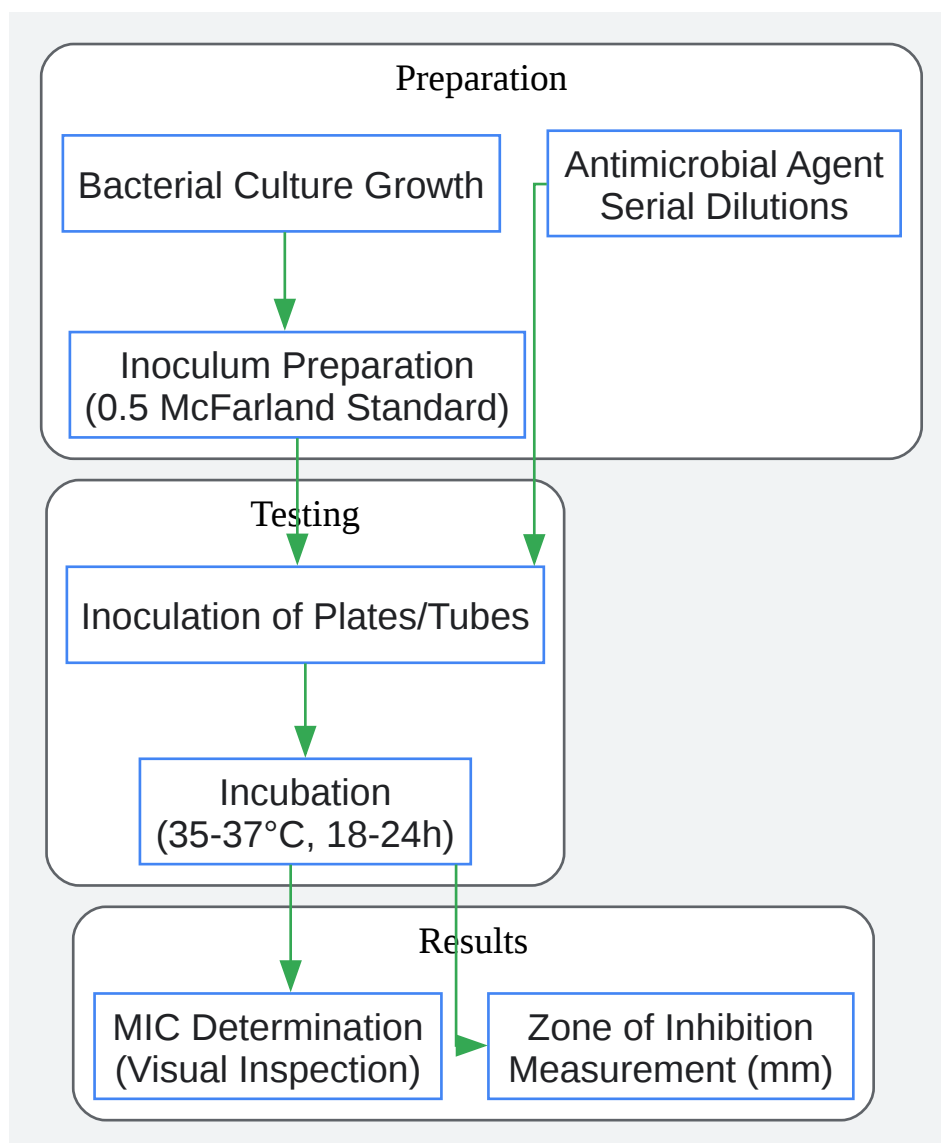 Preparation
Bacterial Culture Growth
Antimicrobial Agent
Serial Dilutions
Inoculum Preparation
(0.5 McFarland Standard)
Testing
Inoculation of Plates/Tubes
Incubation
(35-37°C, 18-24h)
Results
MIC Determination
(Visual Inspection)
Zone of Inhibition
Measurement (mm)